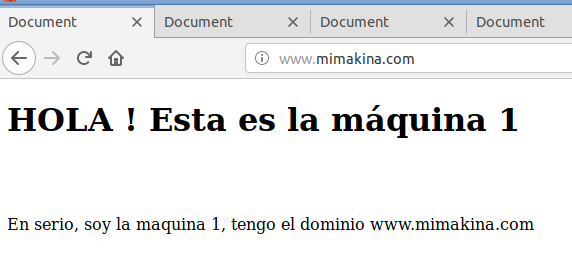 Document Document Document Document
www.mimakina.com
HOLA ! Esta es la máquina 1
En serio, soy la maquina 1, tengo el dominio www.mimakina.com